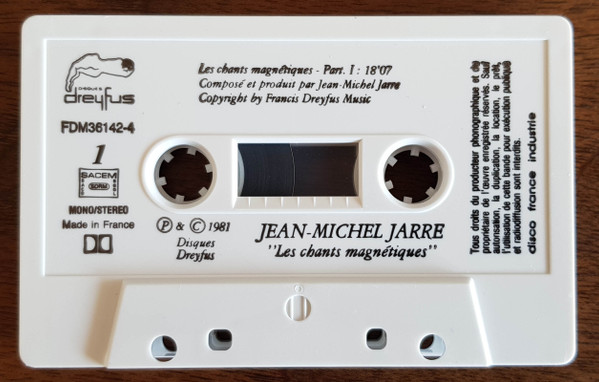 DISQUES
dreyfus
FDM36142-4
1
SACEM
SDRM
MONO/STEREO
Made in France
Les chants magnétiques - Part. I : 18'07
Composé et produit par Jean-Michel Jarre
Copyright by Francis Dreyfus Music
Ⓟ & © 1981
Disques
Dreyfus
JEAN-MICHEL JARRE
"Les chants magnétiques"
Tous droits du producteur phonographique et du
propriétaire de l'œuvre enregistrée réservés. Sauf
autorisation, la duplication, la location, le prêt,
l'utilisation de cette bande pour exécution publique
et radiodiffusion sont interdits.
disco france industrie